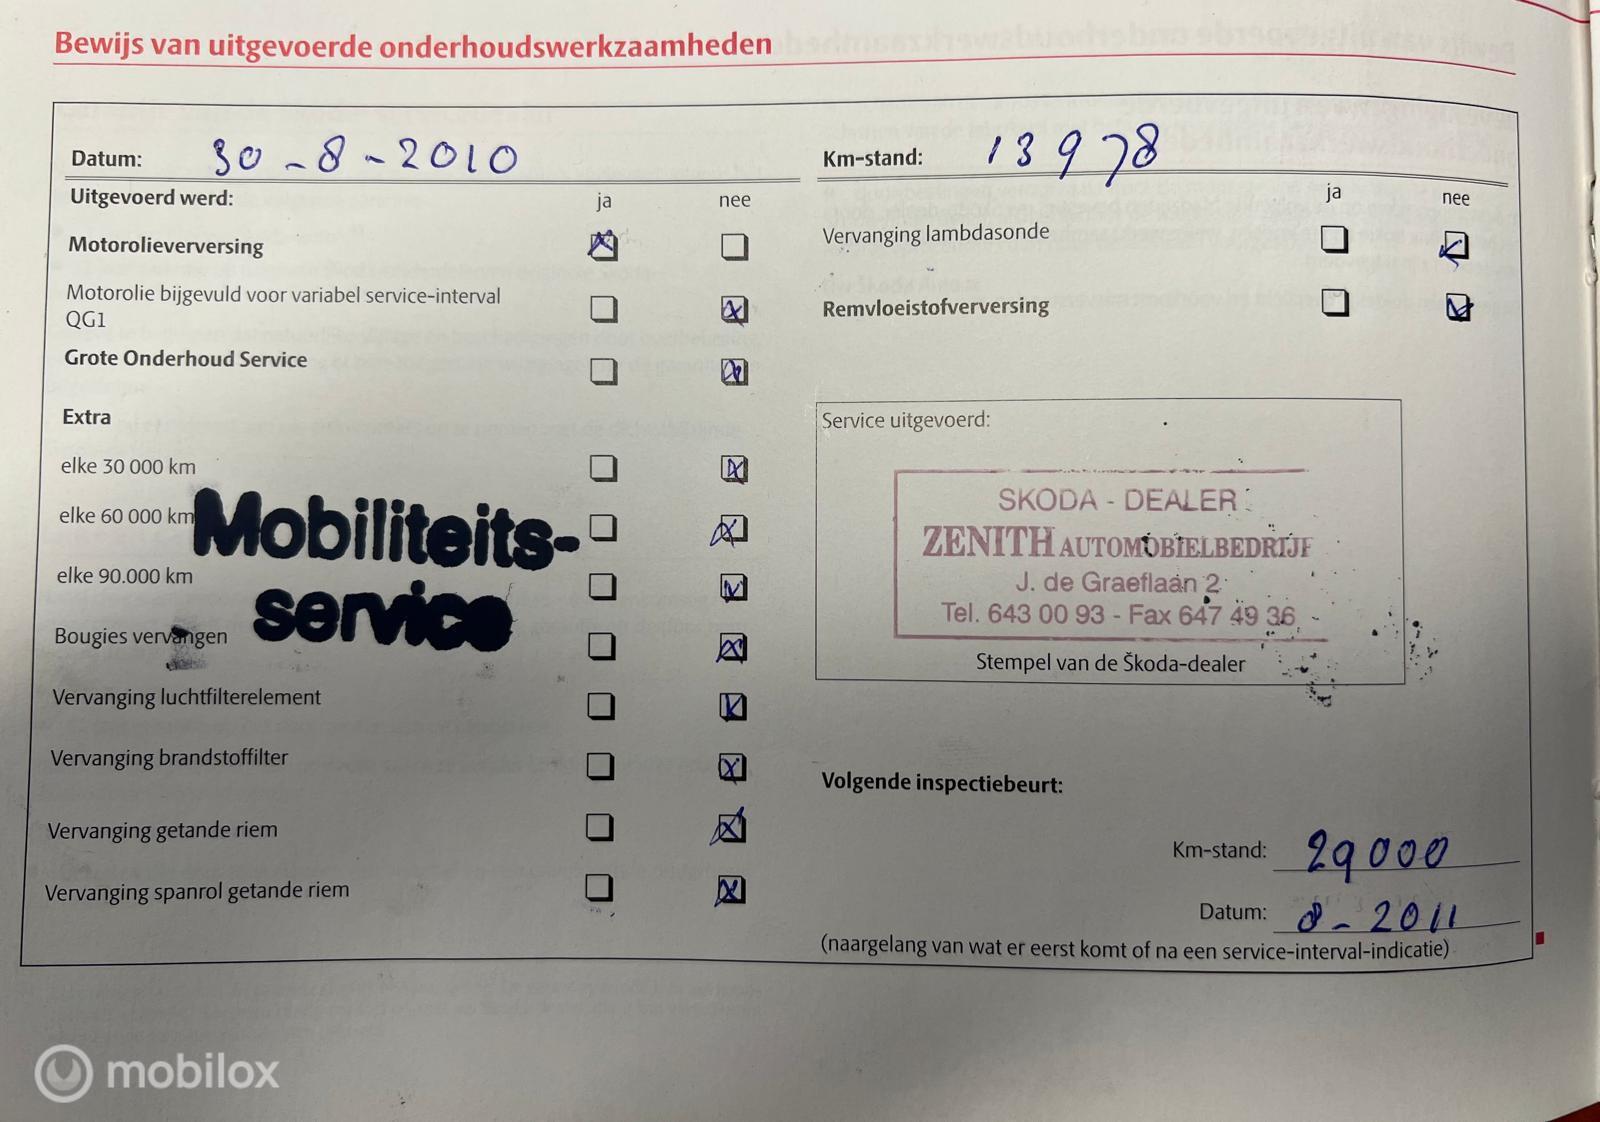 Bewijs van uitgevoerde onderhoudswerkzaamheden
Datum: 30-8-2010
Km-stand: 13978
Uitgevoerd werd: ja nee
ja nee
Motorolieverversing
Vervanging lambdasonde
Motorolie bijgevuld voor variabel service-interval
QG1
Remvloeistofverversing
Grote Onderhoud Service
Extra
elke 30 000 km
elke 60 000 km
elke 90.000 km
Mobiliteits-
service
Bougies vervangen
Vervanging luchtfilterelement
Vervanging brandstoffilter
Vervanging getande riem
Vervanging spanrol getande riem
Service uitgevoerd:
SKODA - DEALER
ZENITH AUTOMOBIELBEDRIJF
J. de Graeflaan 2
Tel. 643 00 93 - Fax 647 49 36
Stempel van de Škoda-dealer
Volgende inspectiebeurt:
Km-stand: 29000
Datum: 8-2011
(naargelang van wat er eerst komt of na een service-interval-indicatie)
mobilox